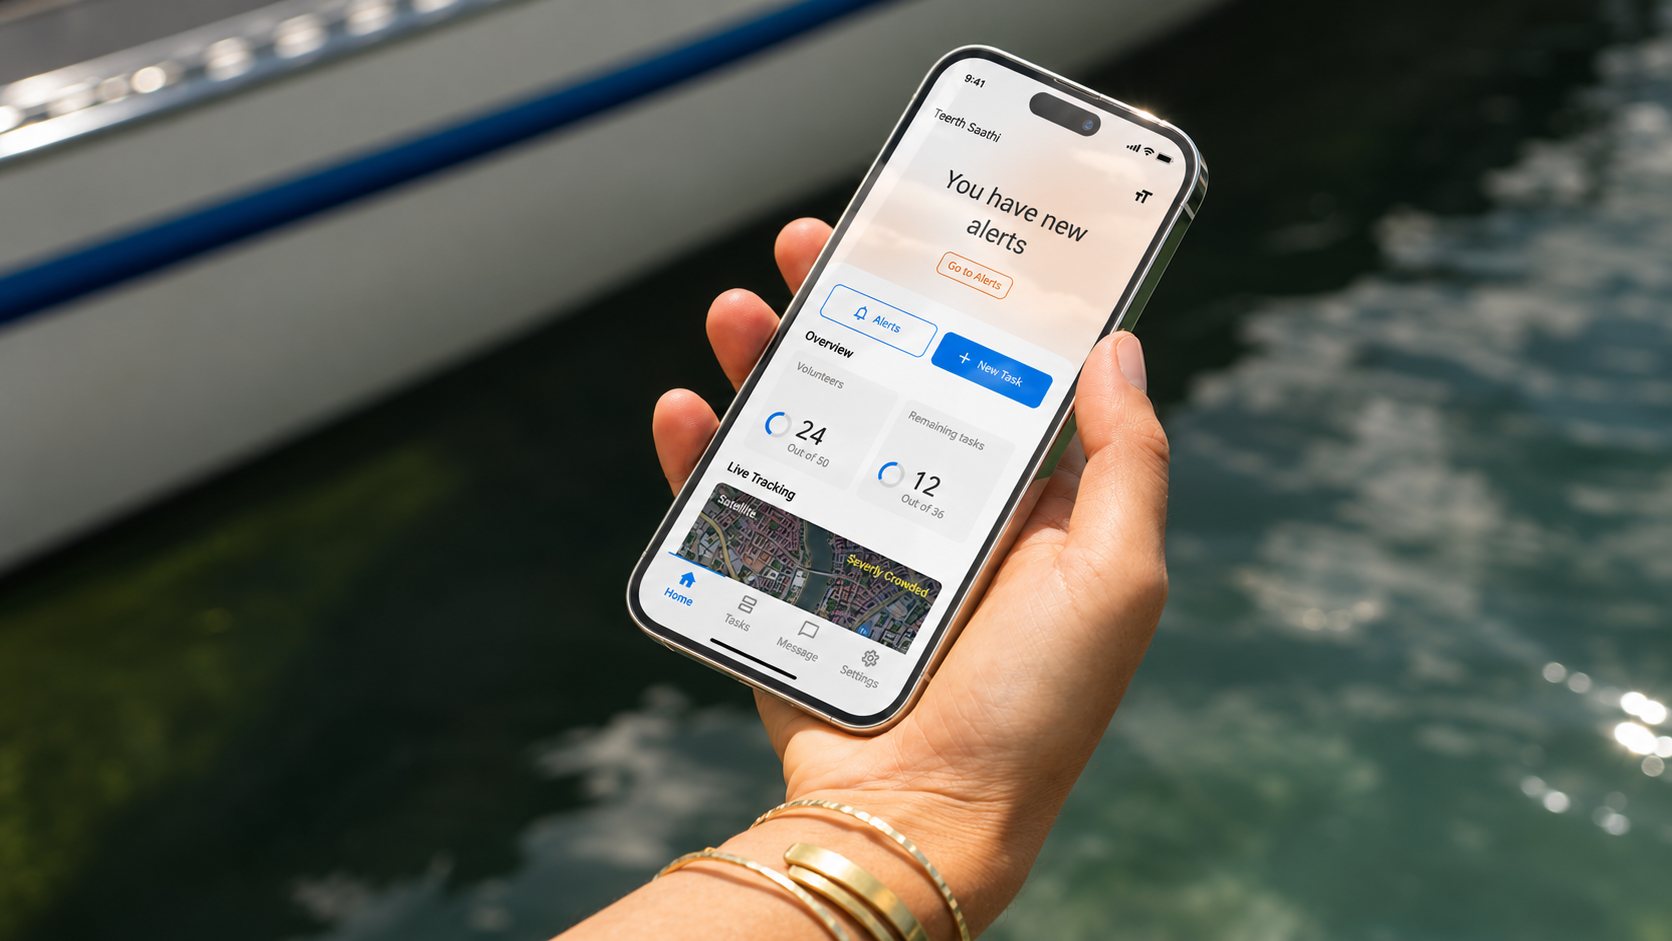 9:41
Teerth Saathi
You have new
alerts
Go to Alerts
Alerts
+ New Task
Overview
Volunteers
24
Out of 50
Remaining tasks
12
Out of 36
Live Tracking
Satellite
Severly Crowded
Home
Tasks
Message
Settings